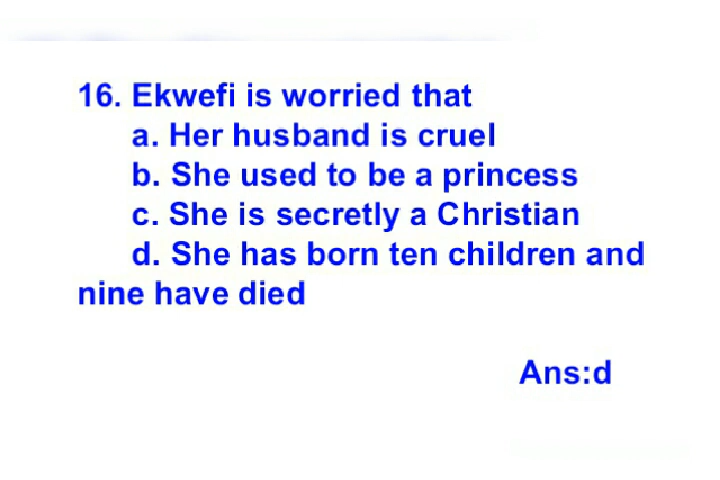 16. Ekwefi is worried that
a. Her husband is cruel
b. She used to be a princess
c. She is secretly a Christian
d. She has born ten children and
nine have died
Ans:d